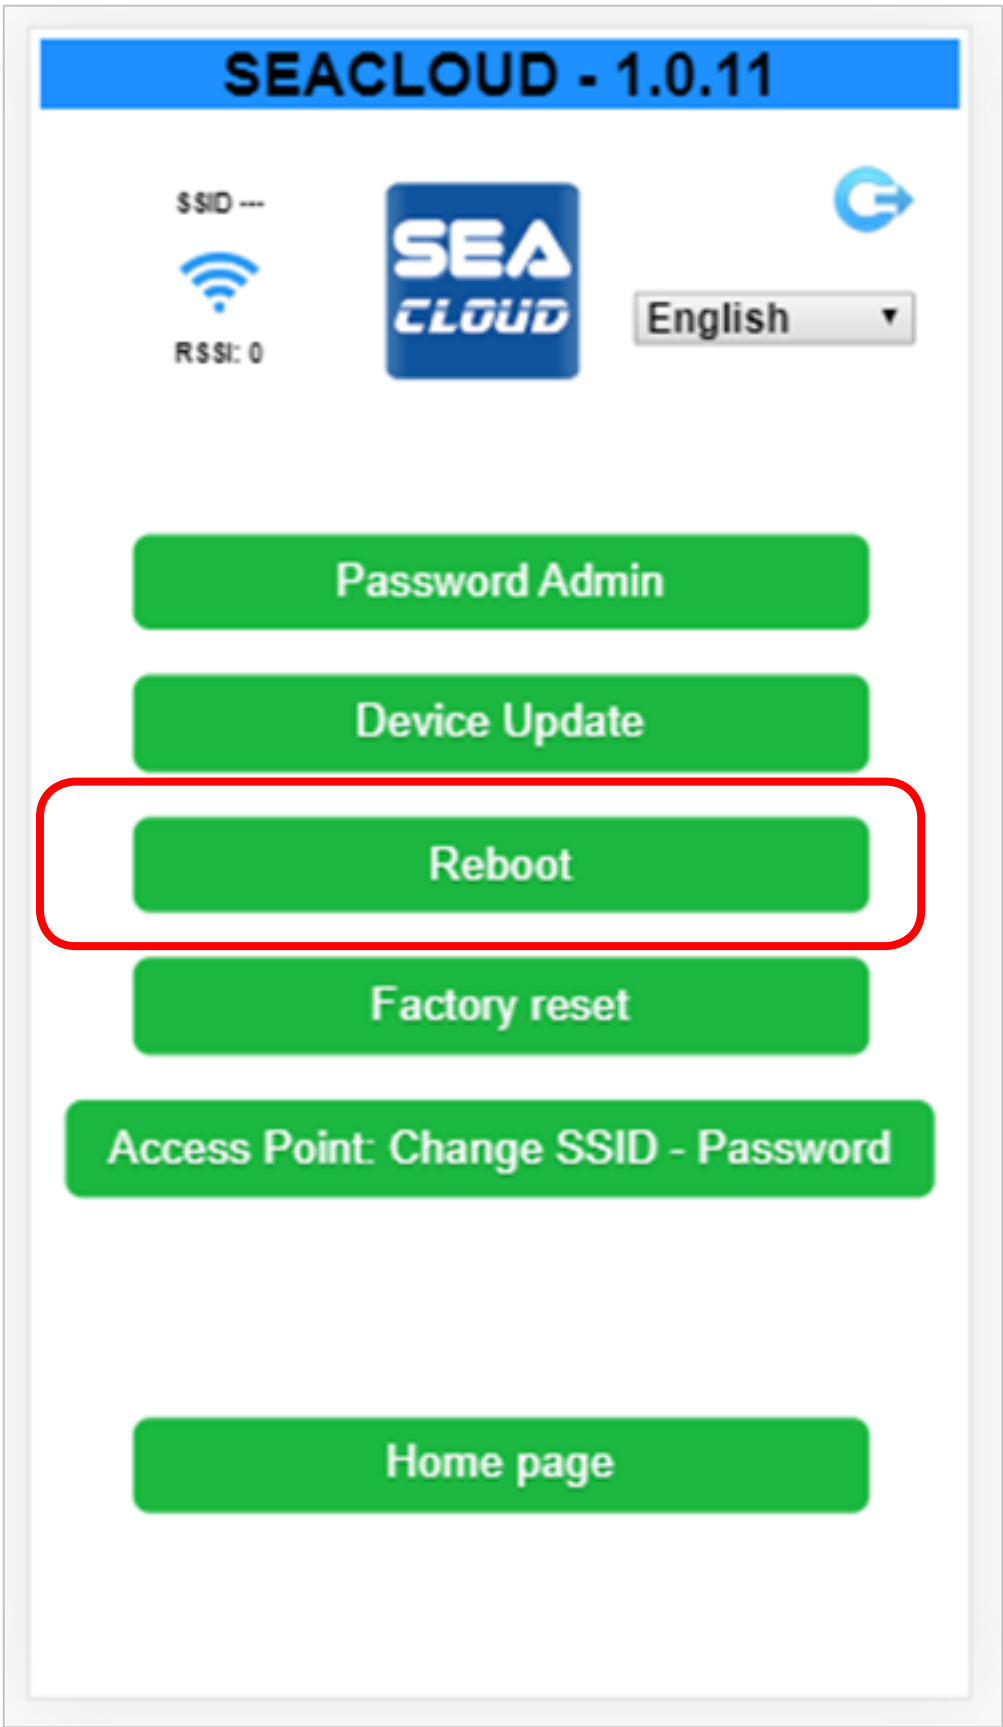 SEACLOUD - 1.0.11
SSID ---
RSSI: 0
SEA
CLOUD
English
Password Admin
Device Update
Reboot
Factory reset
Access Point: Change SSID - Password
Home page